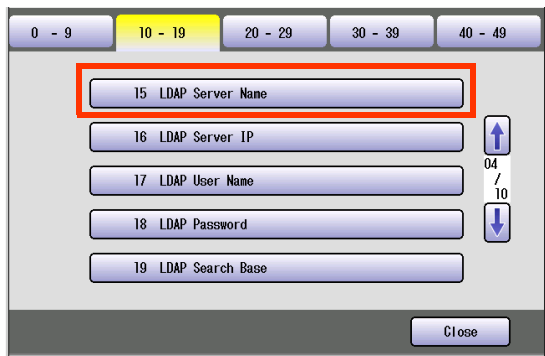 0 - 9 10 - 19 20 - 29 30 - 39 40 - 49
15 LDAP Server Name
16 LDAP Server IP
17 LDAP User Name
18 LDAP Password
19 LDAP Search Base
04
/
10
Close